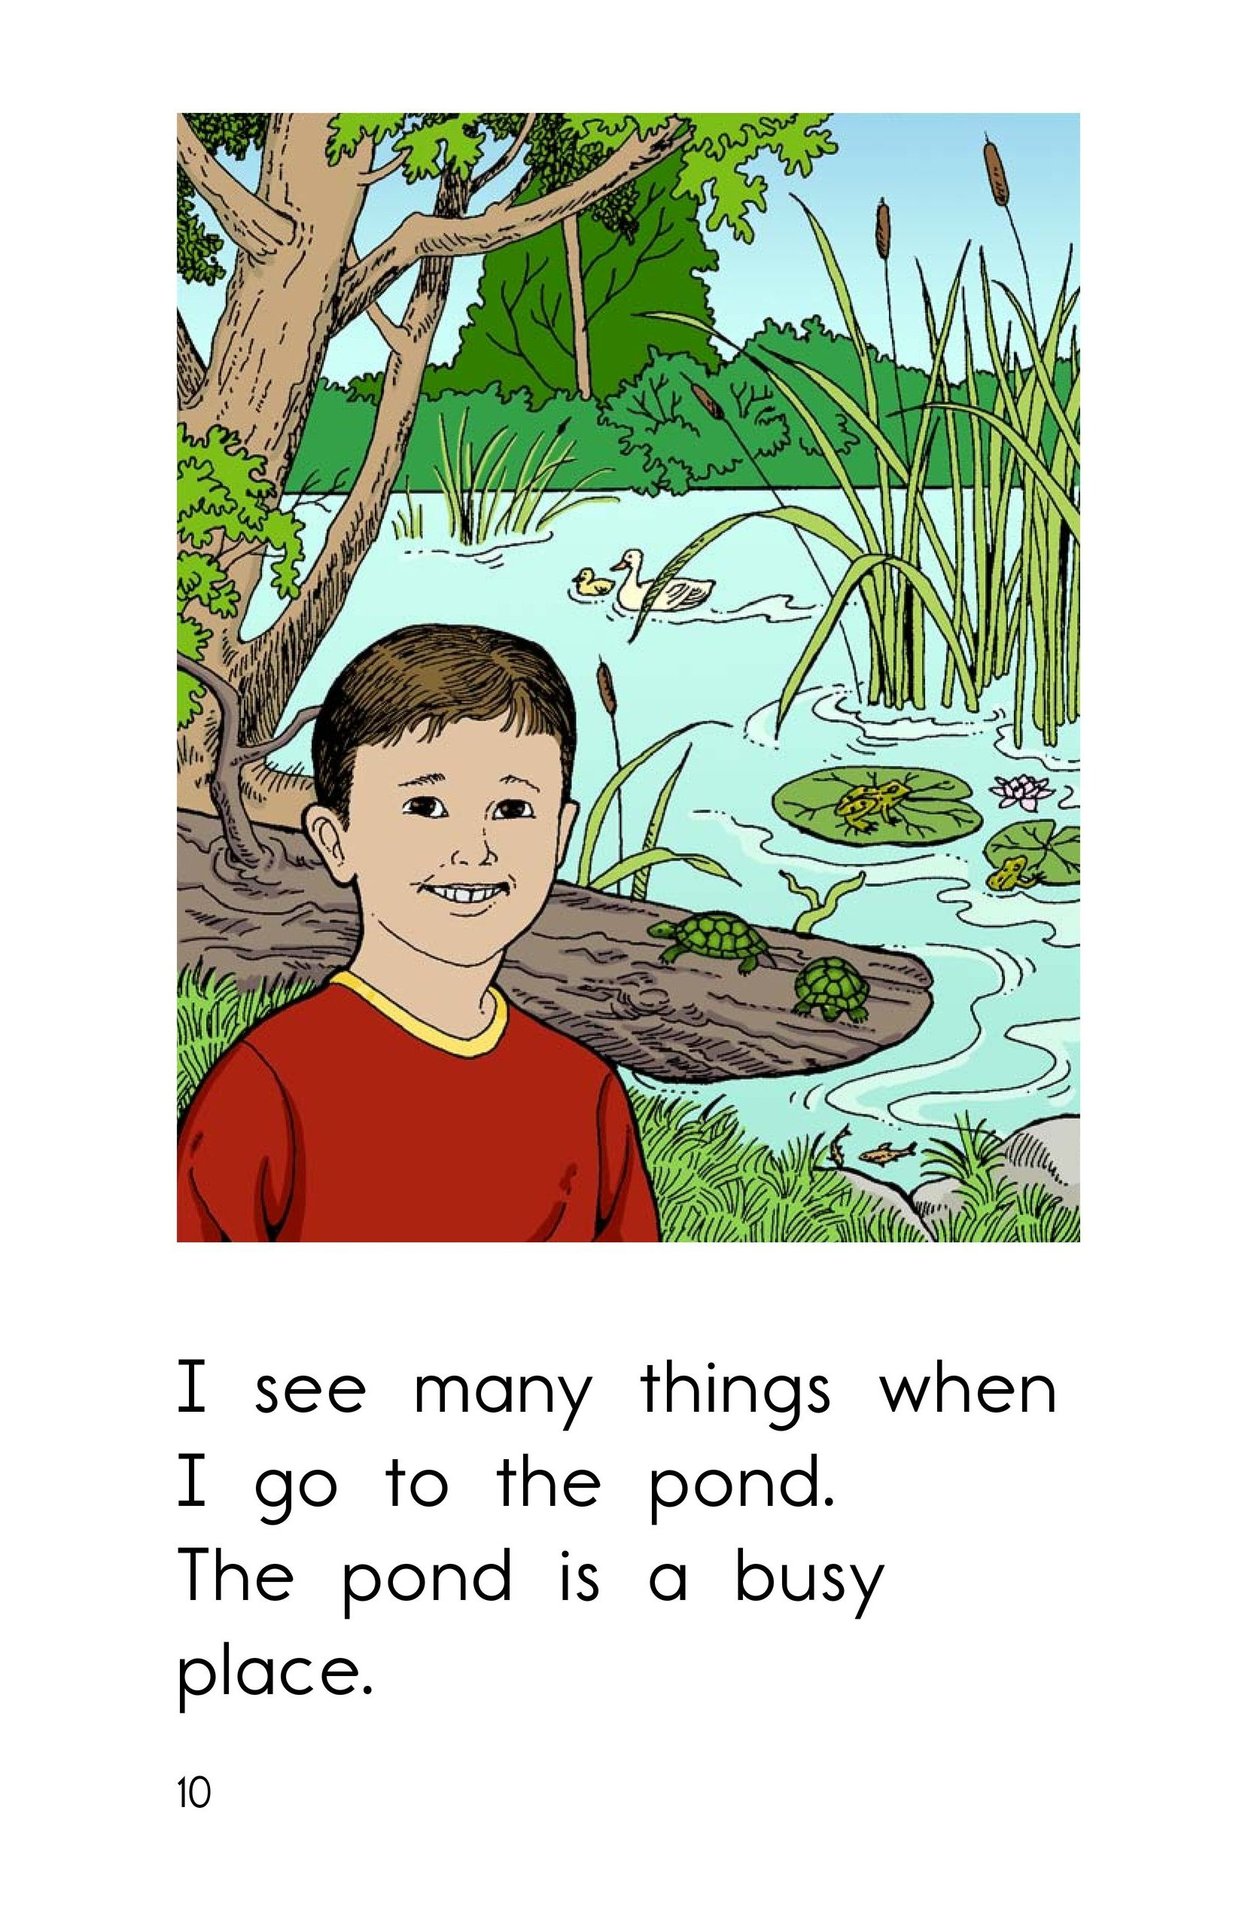 I see many things when
I go to the pond.
The pond is a busy
place.
10